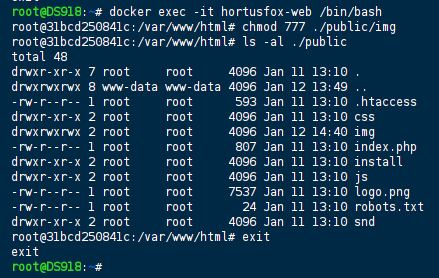 root@DS918:~# docker exec -it hortusfox-web /bin/bash
root@31bcd250841c:/var/www/html# chmod 777 ./public/img
root@31bcd250841c:/var/www/html# ls -al ./public
total 48
drwxr-xr-x 7 root     root     4096 Jan 11 13:10 .
drwxrwxrwx 8 www-data www-data 4096 Jan 12 13:49 ..
-rw-r--r-- 1 root     root      593 Jan 11 13:10 .htaccess
drwxr-xr-x 2 root     root     4096 Jan 11 13:10 css
drwxrwxrwx 2 root     root     4096 Jan 12 14:40 img
-rw-r--r-- 1 root     root      807 Jan 11 13:10 index.php
drwxr-xr-x 2 root     root     4096 Jan 11 13:10 install
drwxr-xr-x 2 root     root     4096 Jan 11 13:10 js
-rw-r--r-- 1 root     root     7537 Jan 11 13:10 logo.png
-rw-r--r-- 1 root     root       24 Jan 11 13:10 robots.txt
drwxr-xr-x 2 root     root     4096 Jan 11 13:10 snd
root@31bcd250841c:/var/www/html# exit
exit
root@DS918:~#